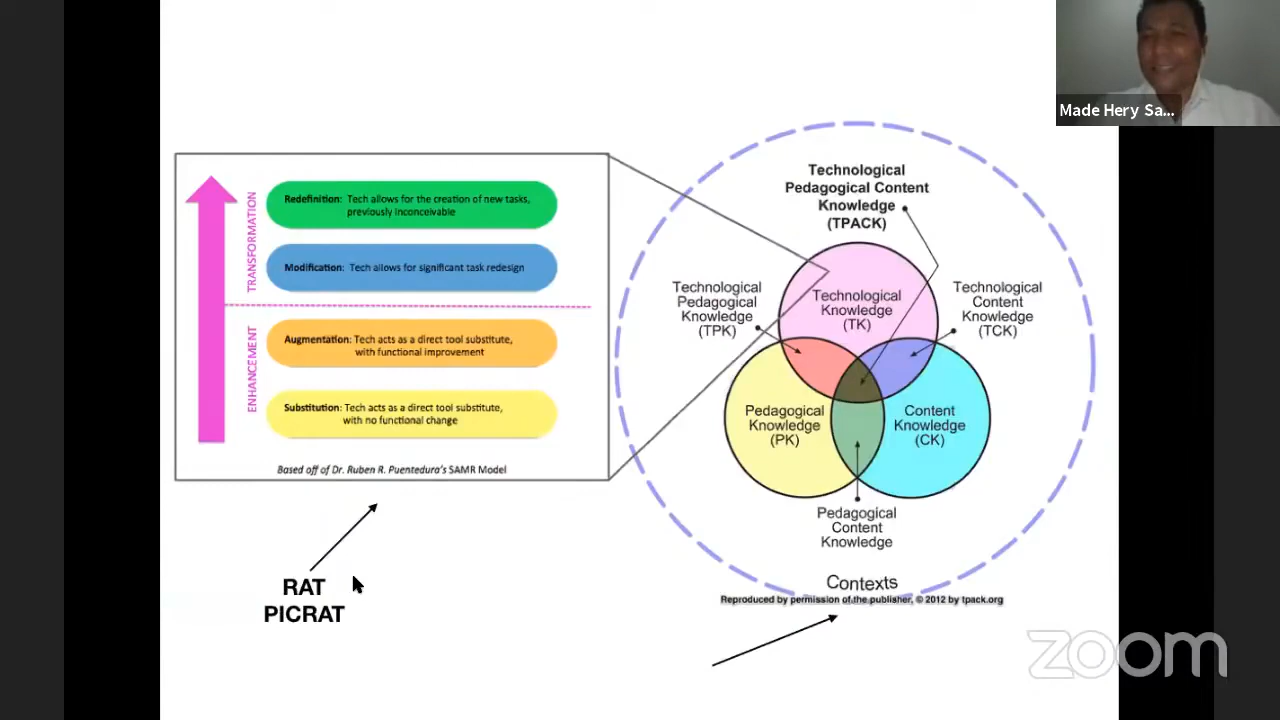 Made Hery Sa...
TRANSFORMATION
ENHANCEMENT
Redefinition: Tech allows for the creation of new tasks,
previously inconceivable
Modification: Tech allows for significant task redesign
Augmentation: Tech acts as a direct tool substitute,
with functional improvement
Substitution: Tech acts as a direct tool substitute,
with no functional change
Based off of Dr. Ruben R. Puentedura's SAMR Model
RAT
PICRAT
Technological
Pedagogical Content
Knowledge
(TPACK)
Technological
Pedagogical
Knowledge
(TPK)
Technological
Knowledge
(TK)
Technological
Content
Knowledge
(TCK)
Pedagogical
Knowledge
(PK)
Content
Knowledge
(CK)
Pedagogical
Content
Knowledge
Contexts
Reproduced by permission of the publisher, © 2012 by tpack.org
zoom